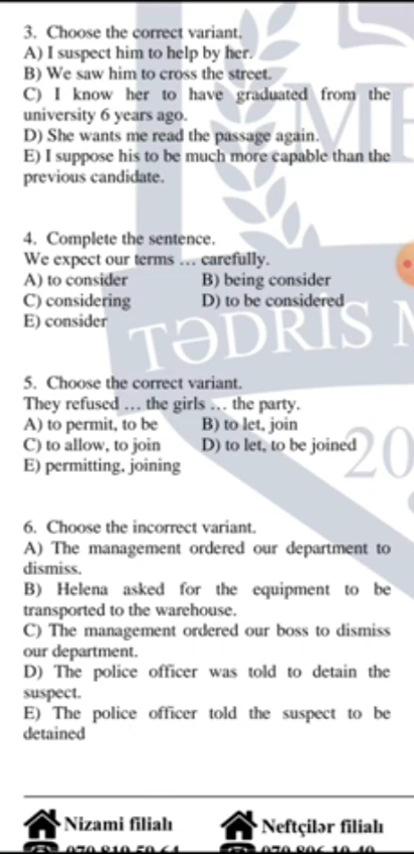 3. Choose the correct variant.
A) I suspect him to help by her.
B) We saw him to cross the street.
C) I know her to have graduated from the
university 6 years ago.
D) She wants me read the passage again.
E) I suppose his to be much more capable than the
previous candidate.
4. Complete the sentence.
We expect our terms … carefully.
A) to consider B) being consider
C) considering D) to be considered
E) consider
TƏDRİS
5. Choose the correct variant.
They refused … the girls … the party.
A) to permit, to be B) to let, join
C) to allow, to join D) to let, to be joined
E) permitting, joining
20
6. Choose the incorrect variant.
A) The management ordered our department to
dismiss.
B) Helena asked for the equipment to be
transported to the warehouse.
C) The management ordered our boss to dismiss
our department.
D) The police officer was told to detain the
suspect.
E) The police officer told the suspect to be
detained
Nizami filialı Neftçilər filialı